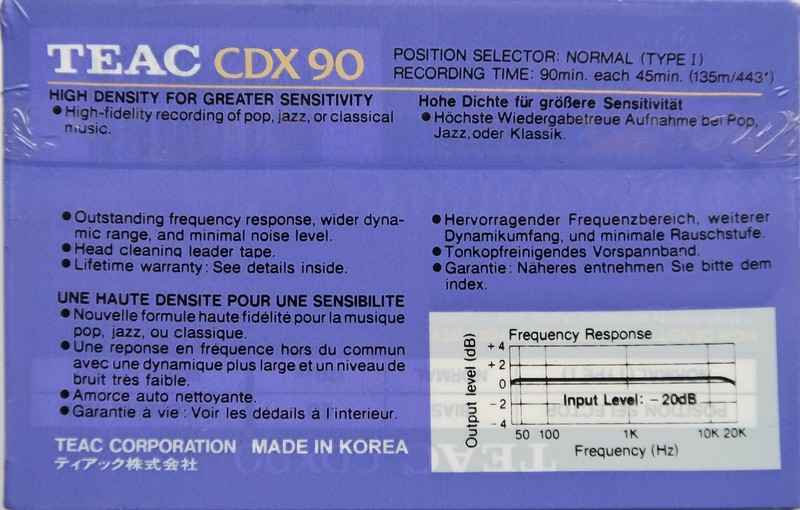 TEAC CDX 90
POSITION SELECTOR: NORMAL (TYPE I)
RECORDING TIME: 90min. each 45min. (135m/443')
HIGH DENSITY FOR GREATER SENSITIVITY
● High-fidelity recording of pop, jazz, or classical
music.
Hohe Dichte für größere Sensitivität
● Höchste Wiedergabetreue Aufnahme bei Pop,
Jazz, oder Klassik.
● Outstanding frequency response, wider dyna-
mic range, and minimal noise level.
● Head cleaning leader tape.
● Lifetime warranty: See details inside.
● Hervorragender Frequenzbereich, weiterer
Dynamikumfang, und minimale Rauschstufe.
● Tonkopfreinigendes Vorspannband.
● Garantie: Näheres entnehmen Sie bitte dem
index.
UNE HAUTE DENSITE POUR UNE SENSIBILITE
● Nouvelle formule haute fidélité pour la musique
pop, jazz, ou classique.
● Une reponse en fréquence hors du commun
avec une dynamique plus large et un niveau de
bruit très faible.
● Amorce auto nettoyante.
● Garantie à vie: Voir les dédails à l'interieur.
TEAC CORPORATION MADE IN KOREA
ティアック株式会社
Frequency Response
Output level (dB)
+4
+2
0
-2
-4
Input Level: -20dB
50 100 1K 10K 20K
Frequency (Hz)